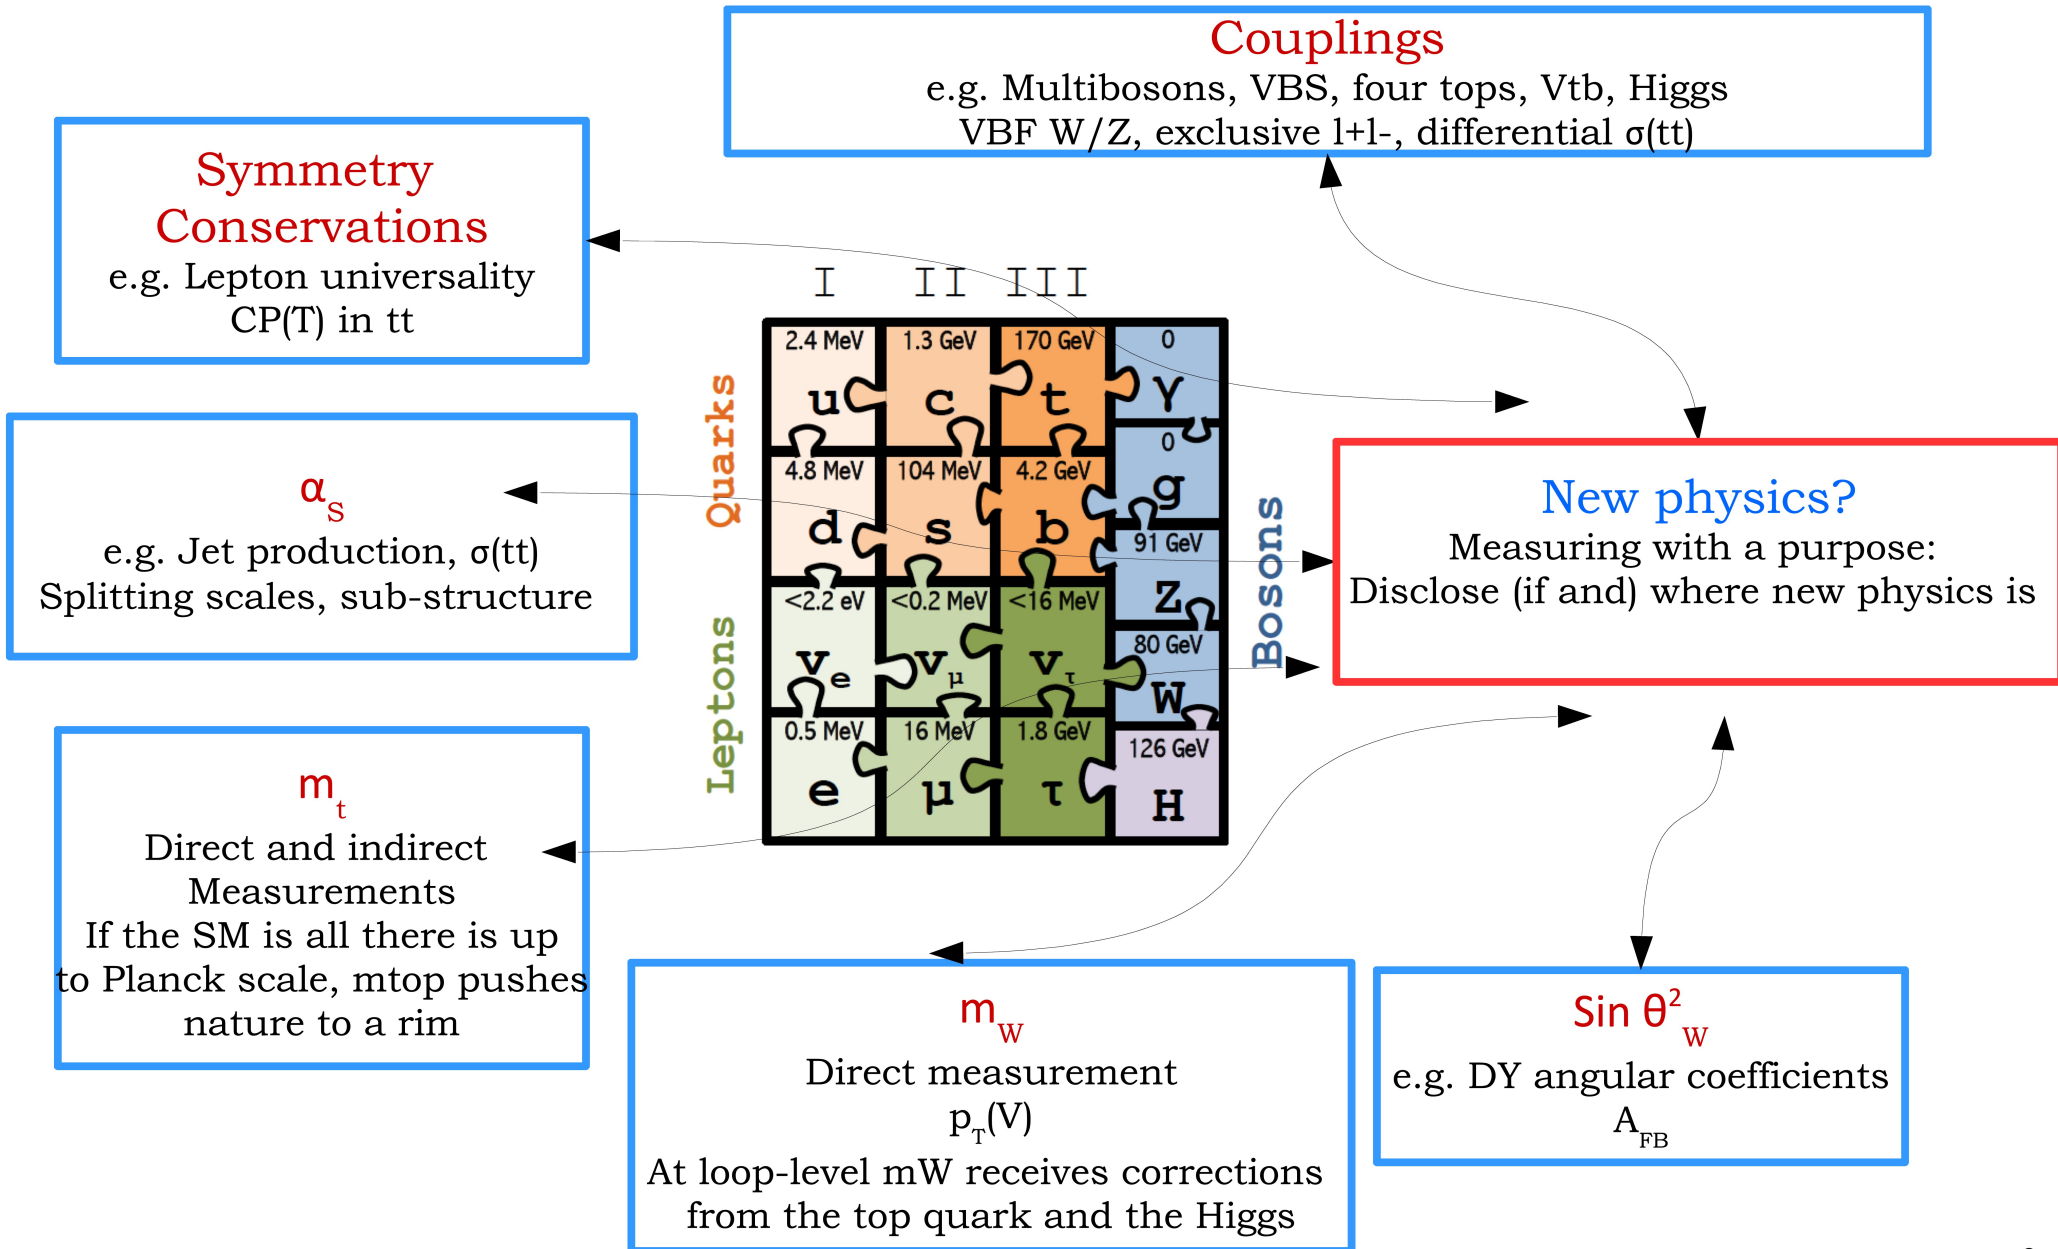 Couplings
e.g. Multibosons, VBS, four tops, Vtb, Higgs
VBF W/Z, exclusive l+l-, differential σ(tt)
Symmetry
Conservations
e.g. Lepton universality
CP(T) in tt
αS
e.g. Jet production, σ(tt)
Splitting scales, sub-structure
mt
Direct and indirect
Measurements
If the SM is all there is up
to Planck scale, mtop pushes
nature to a rim
I II III
Quarks
Leptons
Bosons
2.4 MeV 1.3 GeV 170 GeV 0
u c t γ
4.8 MeV 104 MeV 4.2 GeV 0
d s b g
<2.2 eV <0.2 MeV <16 MeV 91 GeV
νe νμ ντ Z
80 GeV
W
0.5 MeV 16 MeV 1.8 GeV 126 GeV
e μ τ H
New physics?
Measuring with a purpose:
Disclose (if and) where new physics is
mW
Direct measurement
pT(V)
At loop-level mW receives corrections
from the top quark and the Higgs
Sin θ²W
e.g. DY angular coefficients
AFB